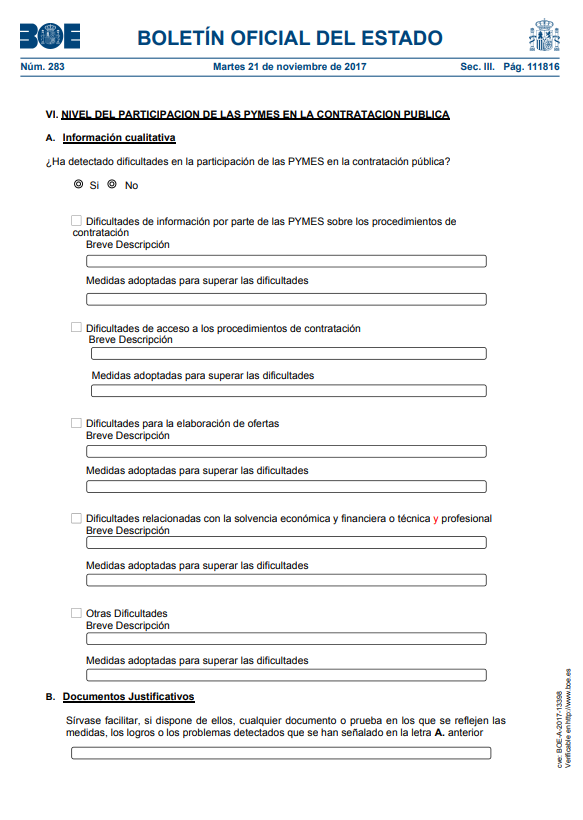 BOE
BOLETÍN OFICIAL DEL ESTADO
Núm. 283
Martes 21 de noviembre de 2017
Sec. III. Pág. 111816
VI. NIVEL DEL PARTICIPACION DE LAS PYMES EN LA CONTRATACION PUBLICA
A. Información cualitativa
¿Ha detectado dificultades en la participación de las PYMES en la contratación pública?
Si No
Dificultades de información por parte de las PYMES sobre los procedimientos de
contratación
Breve Descripción
Medidas adoptadas para superar las dificultades
Dificultades de acceso a los procedimientos de contratación
Breve Descripción
Medidas adoptadas para superar las dificultades
Dificultades para la elaboración de ofertas
Breve Descripción
Medidas adoptadas para superar las dificultades
Dificultades relacionadas con la solvencia económica y financiera o técnica y profesional
Breve Descripción
Medidas adoptadas para superar las dificultades
Otras Dificultades
Breve Descripción
Medidas adoptadas para superar las dificultades
B. Documentos Justificativos
Sírvase facilitar, si dispone de ellos, cualquier documento o prueba en los que se reflejen las
medidas, los logros o los problemas detectados que se han señalado en la letra A. anterior
cve: BOE-A-2017-13398
Verificable en http://www.boe.es